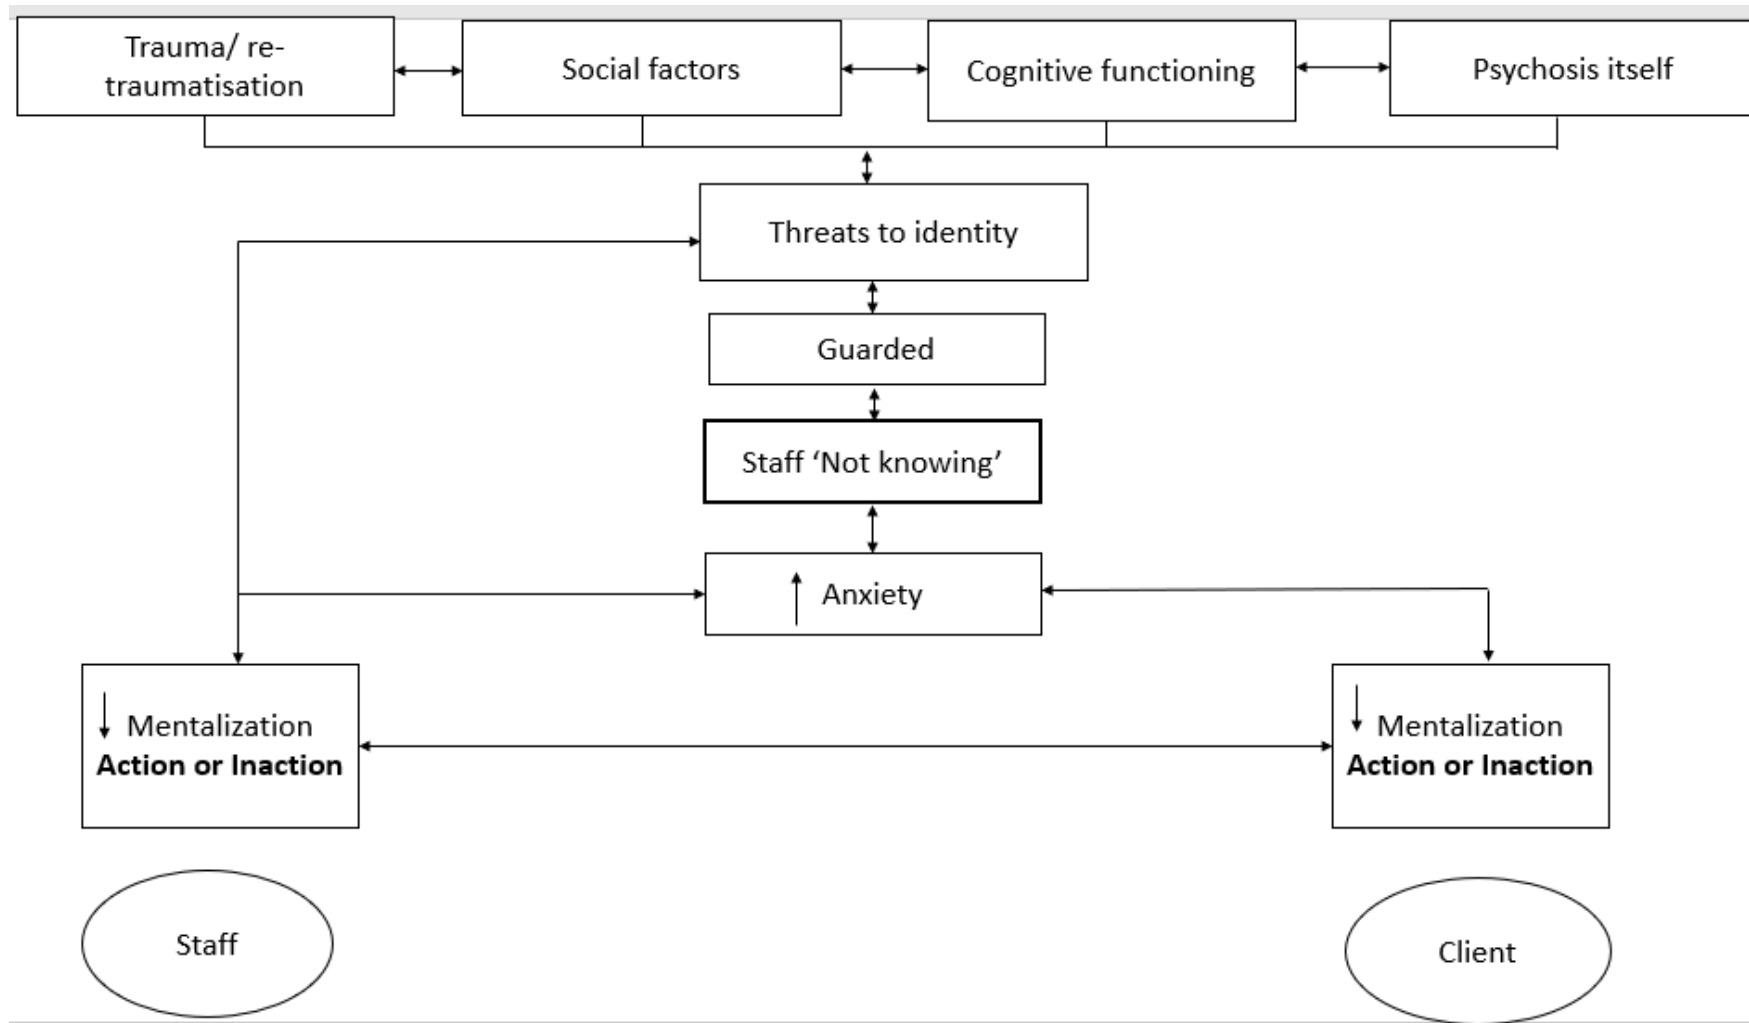 Trauma/ re-
traumatisation
Social factors
Cognitive functioning
Psychosis itself
Threats to identity
Guarded
Staff ‘Not knowing’
Anxiety
Mentalization
Action or Inaction
Mentalization
Action or Inaction
Staff
Client